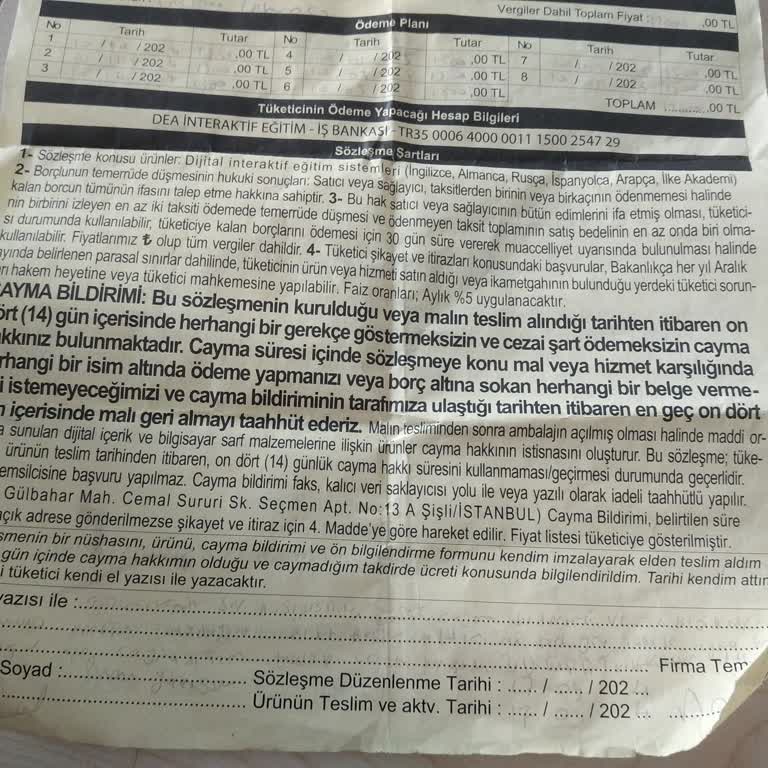 Vergiler Dahil Toplam Fiyat : ,00 TL
Ödeme Planı
No Tarih Tutar No Tarih Tutar No Tarih Tutar
1 / / 202 ,00 TL 4 / / 202 ,00 TL 7 / / 202 ,00 TL
2 / / 202 ,00 TL 5 / / 202 ,00 TL 8 / / 202 ,00 TL
3 / / 202 ,00 TL 6 / / 202 ,00 TL TOPLAM ............,00 TL
Tüketicinin Ödeme Yapacağı Hesap Bilgileri
DEA İNTERAKTİF EĞİTİM - İŞ BANKASI - TR35 0006 4000 0011 1500 2547 29
Sözleşme Şartları
1- Sözleşme konusu ürünler: Dijital interaktif eğitim sistemleri (İngilizce, Almanca, Rusça, İspanyolca, Arapça, İlke Akademi)
2- Borçlunun temerrüde düşmesinin hukuki sonuçları: Satıcı veya sağlayıcı, taksitlerden birinin veya birkaçının ödenmemesi halinde
kalan borcun tümünün ifasını talep etme hakkına sahiptir. 3- Bu hak satıcı veya sağlayıcının bütün edimlerini ifa etmiş olması, tüketici-
nin birbirini izleyen en az iki taksiti ödemede temerrüde düşmesi ve ödenmeyen taksit toplamının satış bedelinin en az onda biri olma-
sı durumunda kullanılabilir, tüketiciye kalan borçlarını ödemesi için 30 gün süre vererek muacceliyet uyarısında bulunulması halinde
kullanılabilir. Fiyatlarımız ₺ olup tüm vergiler dahildir. 4- Tüketici şikayet ve itirazları konusundaki başvurular, Bakanlıkça her yıl Aralık
ayında belirlenen parasal sınırlar dahilinde, tüketicinin ürün veya hizmeti satın aldığı veya ikametgahının bulunduğu yerdeki tüketici sorun-
rı hakem heyetine veya tüketici mahkemesine yapılabilir. Faiz oranları; Aylık %5 uygulanacaktır.
CAYMA BİLDİRİMİ: Bu sözleşmenin kurulduğu veya malın teslim alındığı tarihten itibaren on
ört (14) gün içerisinde herhangi bir gerekçe göstermeksizin ve cezai şart ödemeksizin cayma
akkınız bulunmaktadır. Cayma süresi içinde sözleşmeye konu mal veya hizmet karşılığında
rhangi bir isim altında ödeme yapmanızı veya borç altına sokan herhangi bir belge verme-
i istemeyeceğimizi ve cayma bildiriminin tarafımıza ulaştığı tarihten itibaren en geç on dört
n içerisinde malı geri almayı taahhüt ederiz. Malın tesliminden sonra ambalajın açılmış olması halinde maddi or-
a sunulan dijital içerik ve bilgisayar sarf malzemelerine ilişkin ürünler cayma hakkının istisnasını oluşturur. Bu sözleşme; tüke-
ürünün teslim tarihinden itibaren, on dört (14) günlük cayma hakkı süresini kullanmaması/geçirmesi durumunda geçerlidir.
emsilcisine başvuru yapılmaz. Cayma bildirimi faks, kalıcı veri saklayıcısı yolu ile veya yazılı olarak iadeli taahhütlü yapılır.
Gülbahar Mah. Cemal Sururi Sk. Seçmen Apt. No:13 A Şişli/İSTANBUL) Cayma Bildirimi, belirtilen süre
açık adrese gönderilmezse şikayet ve itiraz için 4. Madde'ye göre hareket edilir. Fiyat listesi tüketiciye gösterilmiştir.
smenin bir nüshasını, ürünü, cayma bildirimi ve ön bilgilendirme formunu kendim imzalayarak elden teslim aldım
gün içinde cayma hakkımın olduğu ve caymadığım takdirde ücreti konusunda bilgilendirildim. Tarihi kendim attım
i tüketici kendi el yazısı ile yazacaktır.
yazısı ile :
Firma Tem
Soyad : Sözleşme Düzenlenme Tarihi : ...... / ...... / 202 ...
Ürünün Teslim ve aktv. Tarihi : ...... / ...... / 202 ...